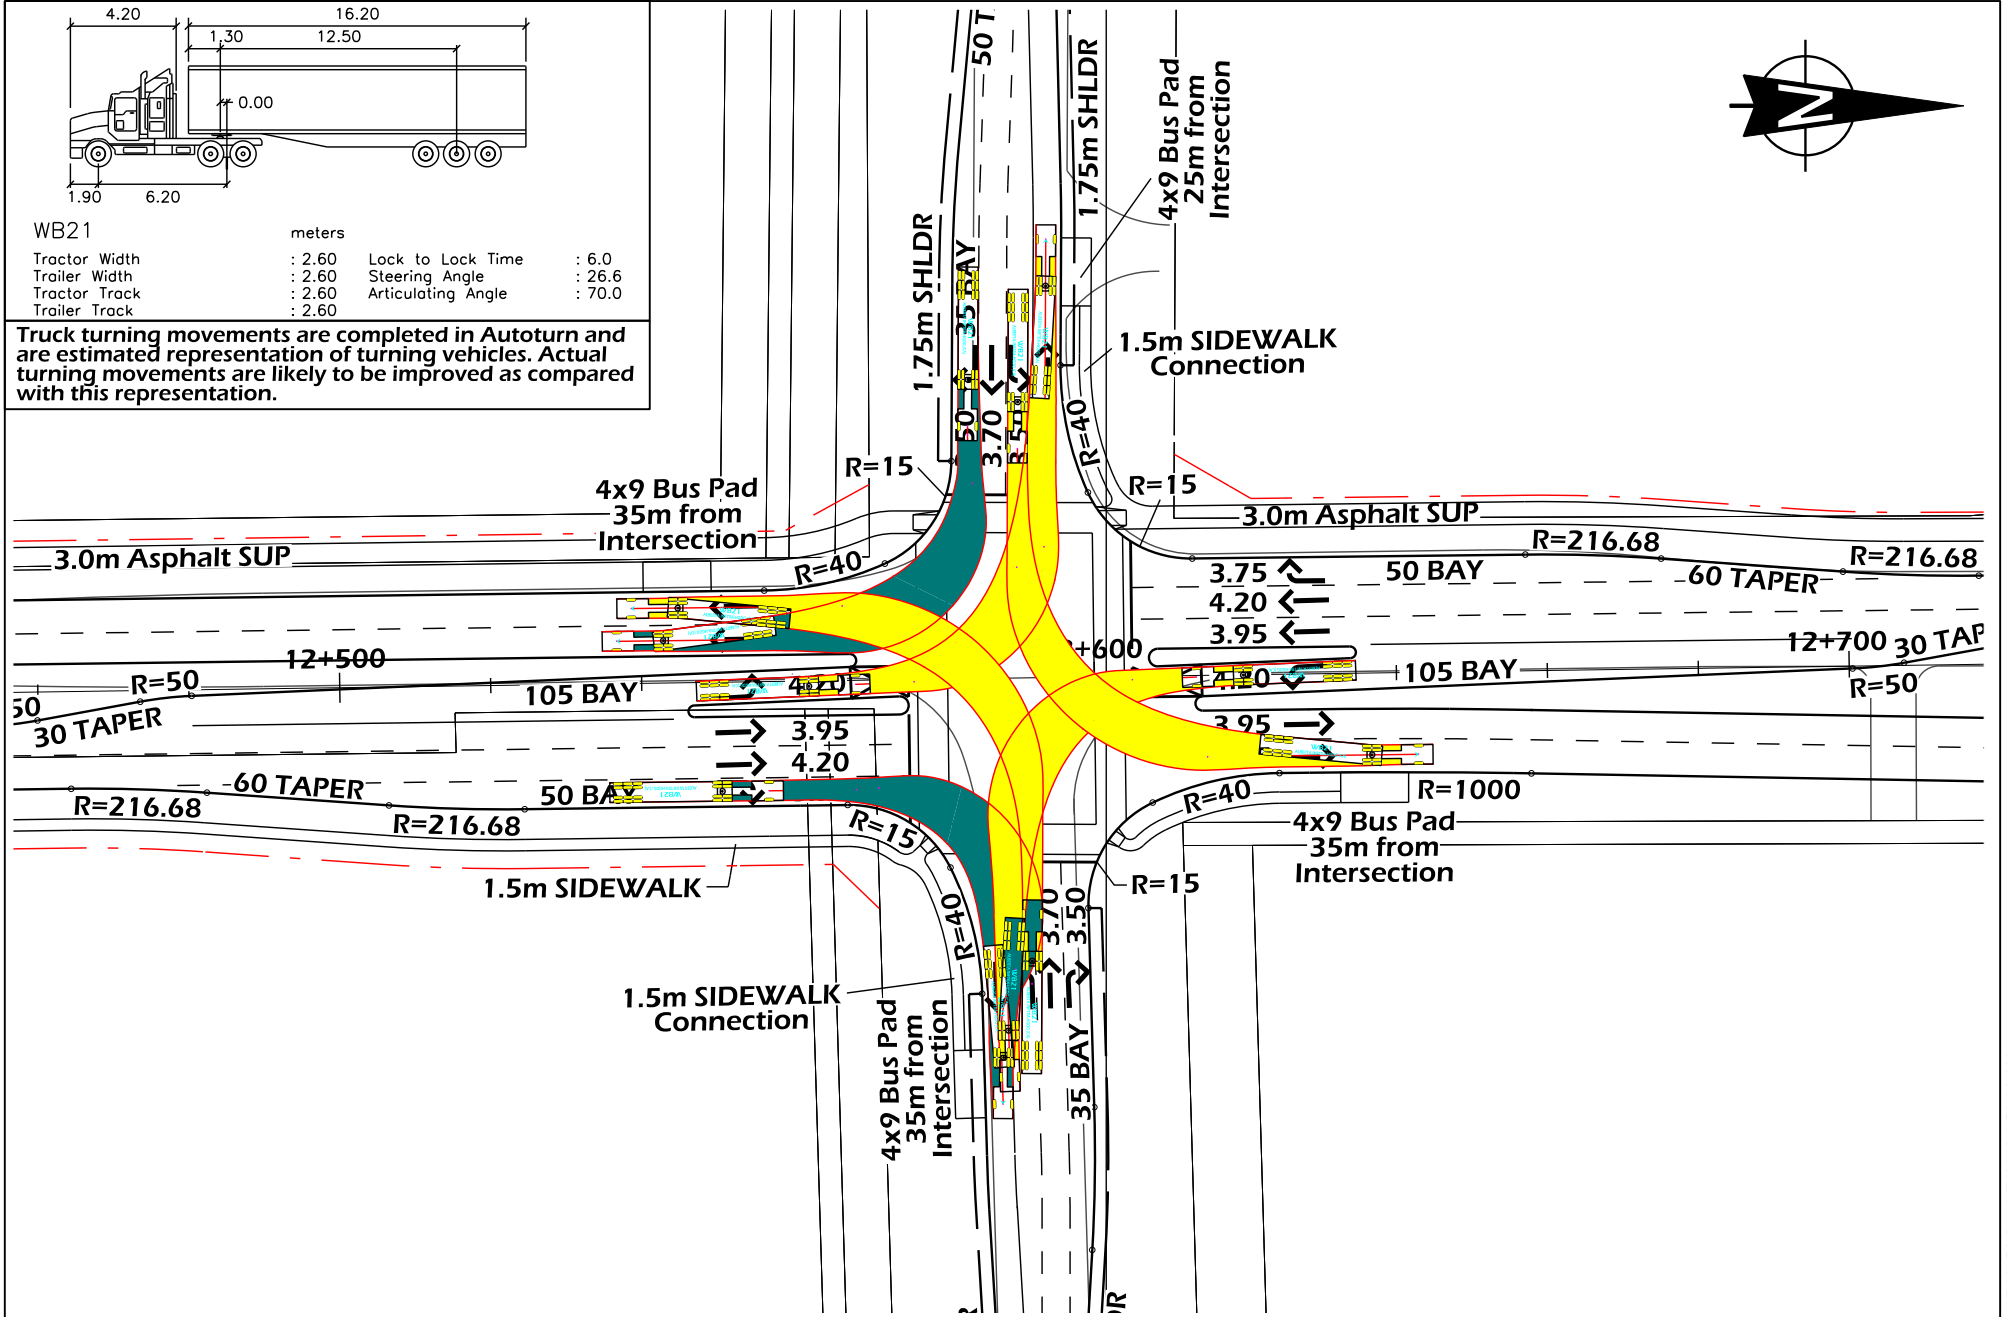 4.20
16.20
1.30
12.50
0.00
1.90
6.20
WB21
meters
Tractor Width : 2.60 Lock to Lock Time : 6.0
Trailer Width : 2.60 Steering Angle : 26.6
Tractor Track : 2.60 Articulating Angle : 70.0
Trailer Track : 2.60
Truck turning movements are completed in Autoturn and
are estimated representation of turning vehicles. Actual
turning movements are likely to be improved as compared
with this representation.
N
50 T
1.75m SHLDR
4x9 Bus Pad
25m from
Intersection
1.75m SHLDR
35 BAY
1.5m SIDEWALK
Connection
3.70
R=40
R=15
R=15
4x9 Bus Pad
35m from
Intersection
3.0m Asphalt SUP
R=40
3.0m Asphalt SUP
R=216.68
R=216.68
3.75
50 BAY
60 TAPER
4.20
3.95
12+500
+600
12+700
30 TAP
R=50
105 BAY
4.20
4.20
105 BAY
R=50
50
30 TAPER
3.95
3.95
4.20
60 TAPER
50 BAY
R=216.68
R=216.68
R=15
R=40
R=1000
4x9 Bus Pad
35m from
Intersection
1.5m SIDEWALK
R=15
R=40
3.70
3.50
1.5m SIDEWALK
Connection
4x9 Bus Pad
35m from
Intersection
35 BAY